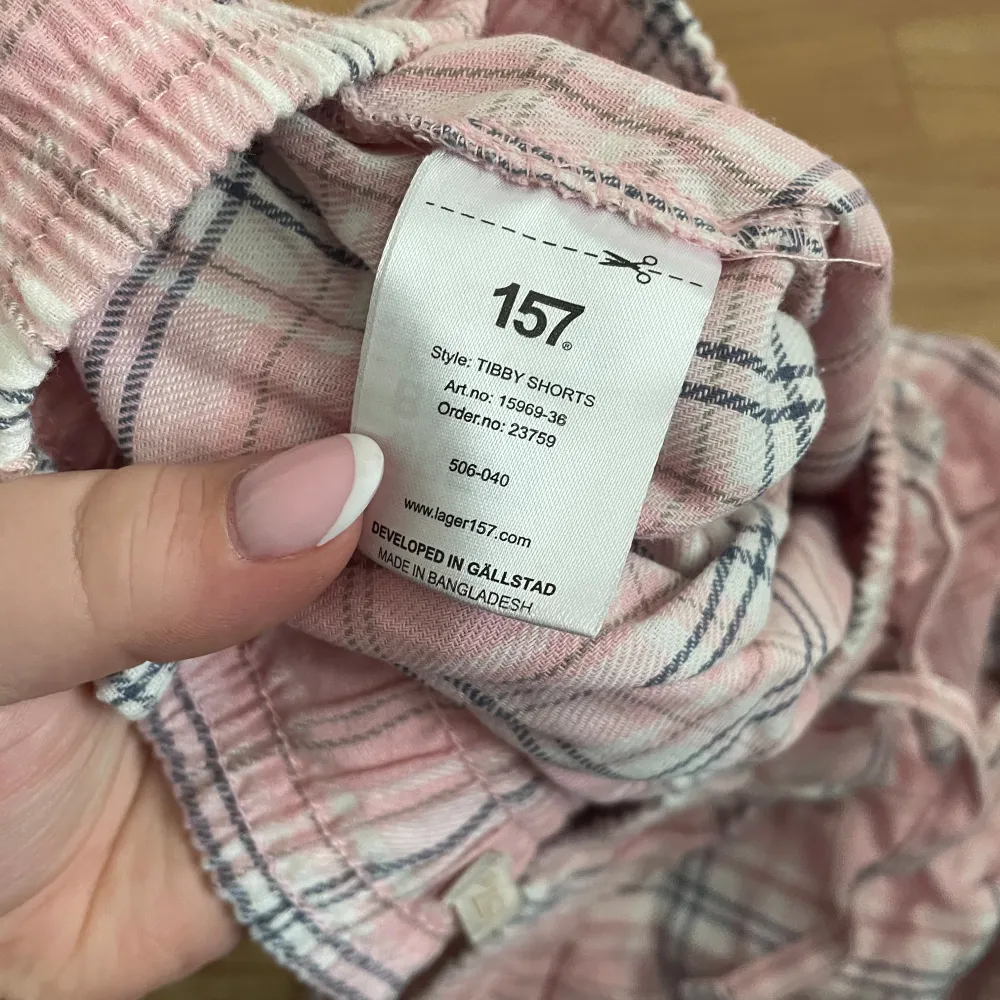 157®
Style: TIBBY SHORTS
Art.no: 15969-36
Order.no: 23759
506-040
www.lager157.com
DEVELOPED IN GÄLLSTAD
MADE IN BANGLADESH